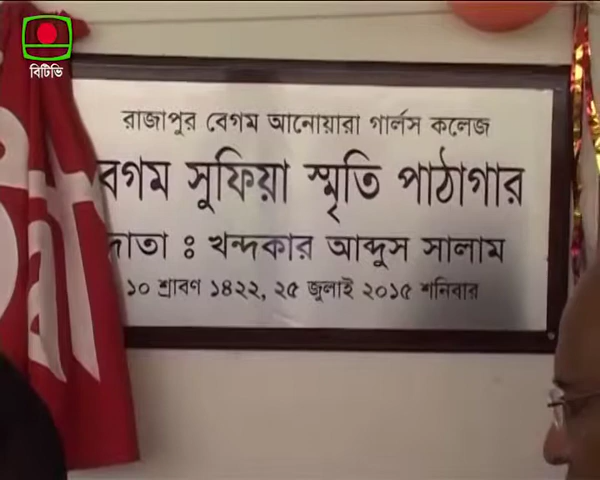 বিটিভি
রাজাপুর বেগম আনোয়ারা গার্লস কলেজ
বেগম সুফিয়া স্মৃতি পাঠাগার
দাতা : খন্দকার আব্দুস সালাম
১০ শ্রাবণ ১৪২২, ২৫ জুলাই ২০১৫ শনিবার